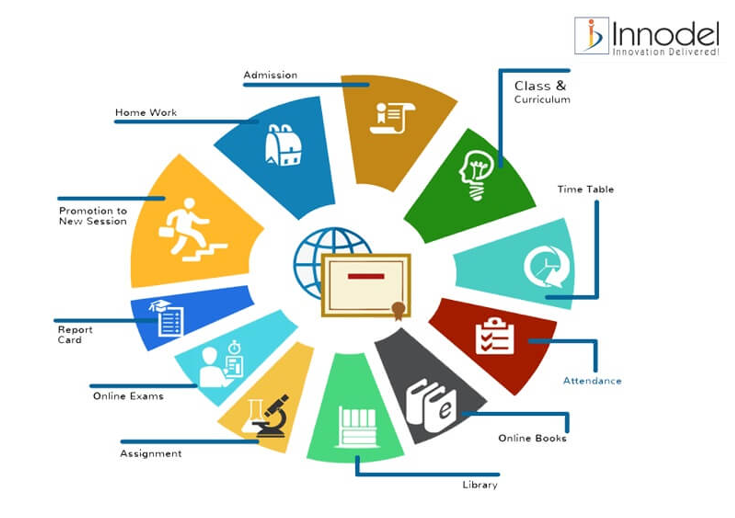 Innodel
Innovation Delivered!
Admission
Class &
Curriculum
Home Work
Time Table
Promotion to
New Session
Report
Card
Attendance
Online Exams
Online Books
Assignment
Library
e